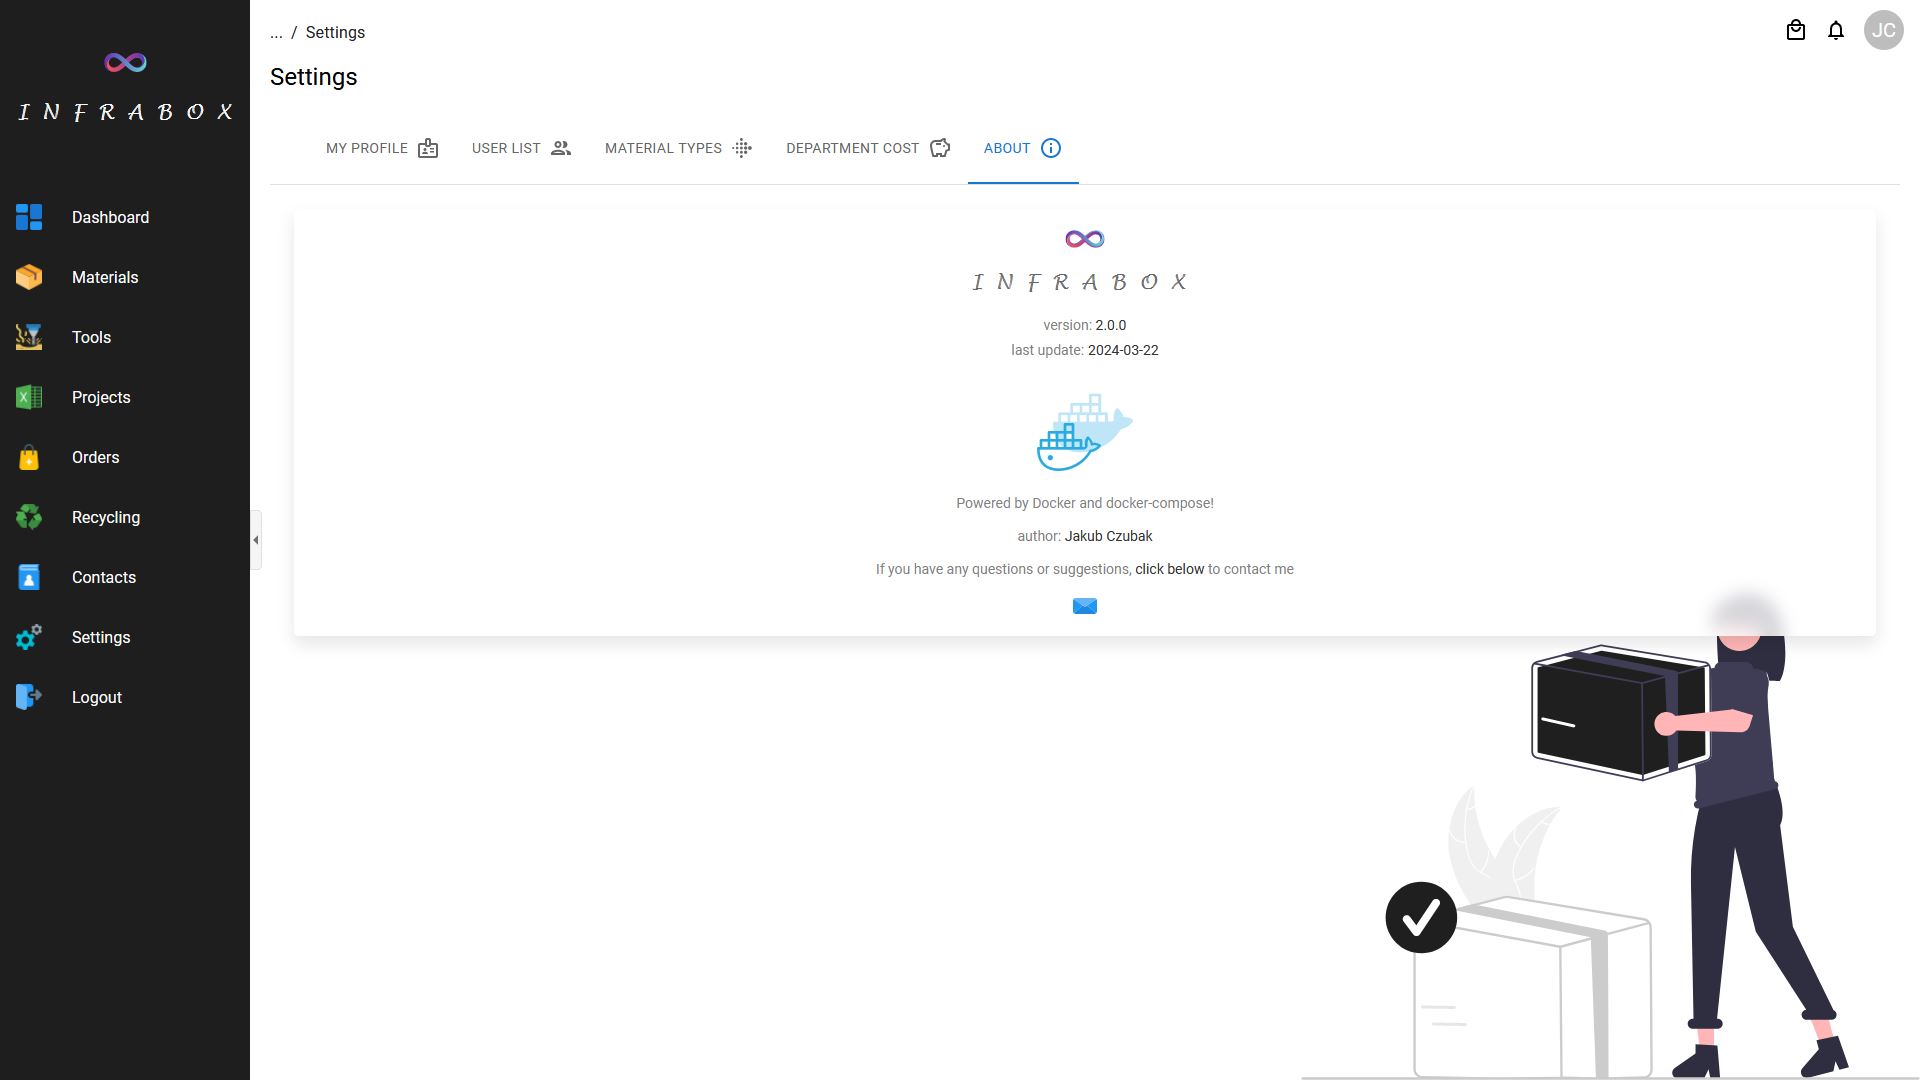 INFRABOX
Dashboard
Materials
Tools
Projects
Orders
Recycling
Contacts
Settings
Logout
... / Settings
JC
Settings
MY PROFILE
USER LIST
MATERIAL TYPES
DEPARTMENT COST
ABOUT
INFRABOX
version: 2.0.0
last update: 2024-03-22
Powered by Docker and docker-compose!
author: Jakub Czubak
If you have any questions or suggestions, click below to contact me